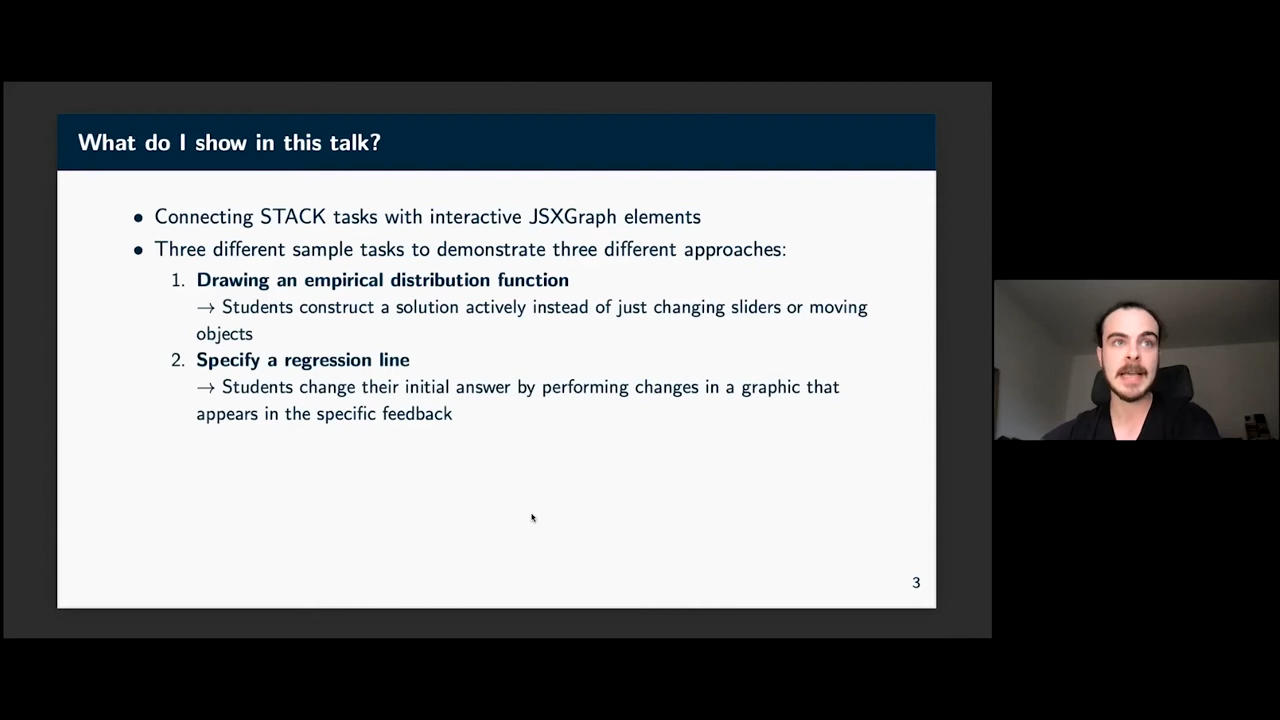 What do I show in this talk?
• Connecting STACK tasks with interactive JSXGraph elements
• Three different sample tasks to demonstrate three different approaches:
1. Drawing an empirical distribution function
→ Students construct a solution actively instead of just changing sliders or moving
objects
2. Specify a regression line
→ Students change their initial answer by performing changes in a graphic that
appears in the specific feedback
3